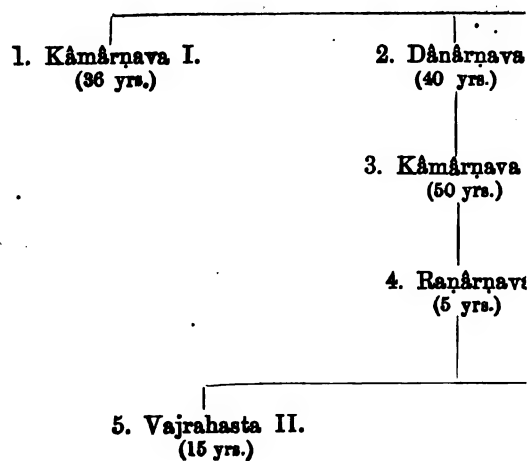 1. Kâmârṇava I.
(36 yrs.)
2. Dânârṇava
(40 yrs.)
3. Kâmârṇava
(50 yrs.)
4. Raṇârṇava
(5 yrs.)
5. Vajrahasta II.
(15 yrs.)